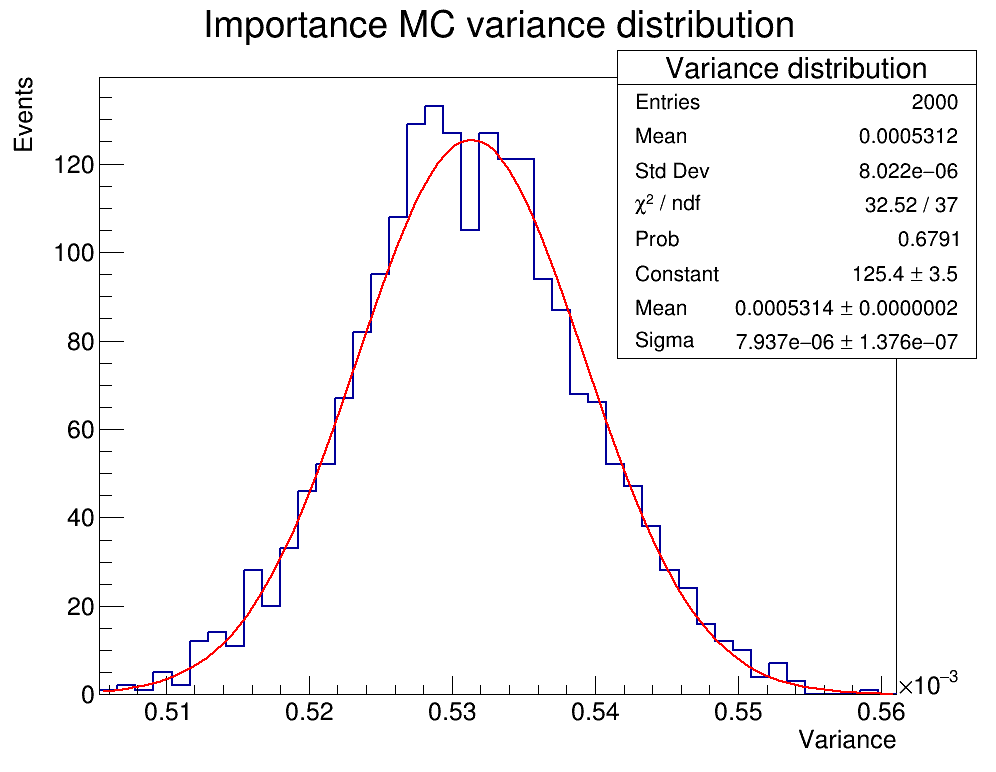 Importance MC variance distribution
Events
Variance distribution
Entries 2000
Mean 0.0005312
Std Dev 8.022e−06
χ² / ndf 32.52 / 37
Prob 0.6791
Constant 125.4 ± 3.5
Mean 0.0005314 ± 0.0000002
Sigma 7.937e−06 ± 1.376e−07
120
100
80
60
40
20
0
×10⁻³
0.51 0.52 0.53 0.54 0.55 0.56
Variance